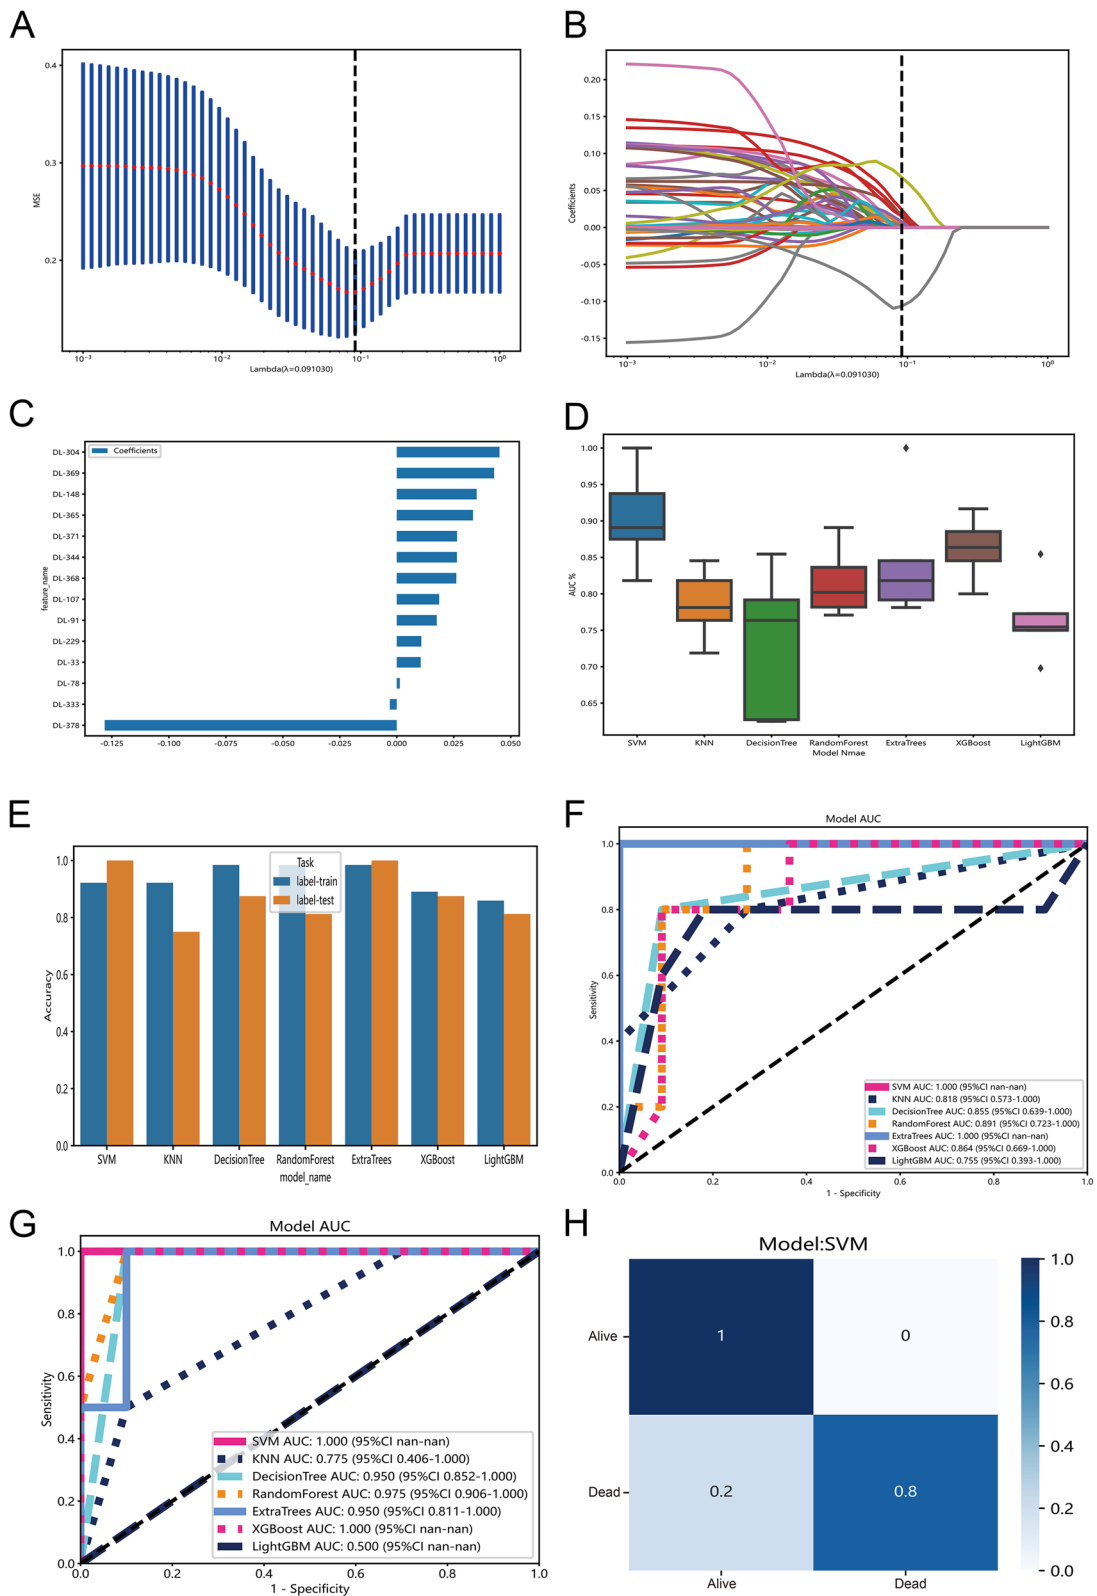 A
0.4
0.3
0.2
MSE
10⁻³
10⁻²
10⁻¹
10⁰
Lambda(λ=0.091030)
B
0.20
0.15
0.10
0.05
0.00
-0.05
-0.10
-0.15
Coefficients
10⁻³
10⁻²
10⁻¹
10⁰
Lambda(λ=0.091030)
C
Coefficients
DL-304
DL-369
DL-148
DL-365
DL-371
DL-344
DL-368
DL-107
DL-91
DL-229
DL-33
DL-78
DL-333
DL-378
feature_name
-0.125
-0.100
-0.075
-0.050
-0.025
0.000
0.025
0.050
D
1.00
0.95
0.90
0.85
0.80
0.75
0.70
0.65
AUC %
SVM
KNN
DecisionTree
RandomForest
ExtraTrees
XGBoost
LightGBM
Model Nmae
E
1.0
0.8
0.6
0.4
0.2
0.0
Accuracy
Task
label-train
label-test
SVM
KNN
DecisionTree
RandomForest
ExtraTrees
XGBoost
LightGBM
model_name
F
Model AUC
1.0
0.8
0.6
0.4
0.2
0.0
Sensitivity
SVM AUC: 1.000 (95%CI nan-nan)
KNN AUC: 0.818 (95%CI 0.573-1.000)
DecisionTree AUC: 0.855 (95%CI 0.639-1.000)
RandomForest AUC: 0.891 (95%CI 0.723-1.000)
ExtraTrees AUC: 1.000 (95%CI nan-nan)
XGBoost AUC: 0.864 (95%CI 0.669-1.000)
LightGBM AUC: 0.755 (95%CI 0.393-1.000)
0.0
0.2
0.4
0.6
0.8
1.0
1 - Specificity
G
Model AUC
1.0
0.8
0.6
0.4
0.2
0.0
Sensitivity
SVM AUC: 1.000 (95%CI nan-nan)
KNN AUC: 0.775 (95%CI 0.406-1.000)
DecisionTree AUC: 0.950 (95%CI 0.852-1.000)
RandomForest AUC: 0.975 (95%CI 0.906-1.000)
ExtraTrees AUC: 0.950 (95%CI 0.811-1.000)
XGBoost AUC: 1.000 (95%CI nan-nan)
LightGBM AUC: 0.500 (95%CI nan-nan)
0.0
0.2
0.4
0.6
0.8
1.0
1 - Specificity
H
Model:SVM
Alive
1
0
Dead
0.2
0.8
Alive
Dead
1.0
0.8
0.6
0.4
0.2
0.0